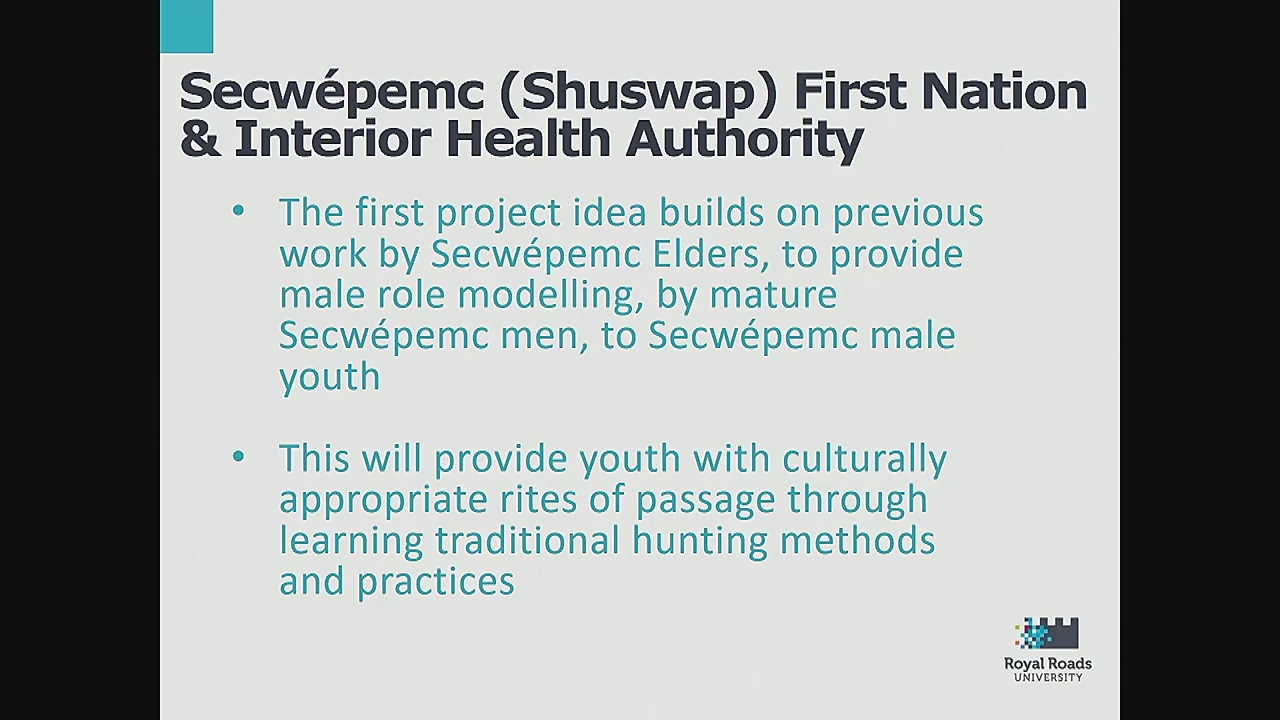 Secwépemc (Shuswap) First Nation
& Interior Health Authority
• The first project idea builds on previous
work by Secwépemc Elders, to provide
male role modelling, by mature
Secwépemc men, to Secwépemc male
youth
• This will provide youth with culturally
appropriate rites of passage through
learning traditional hunting methods
and practices
Royal Roads
UNIVERSITY